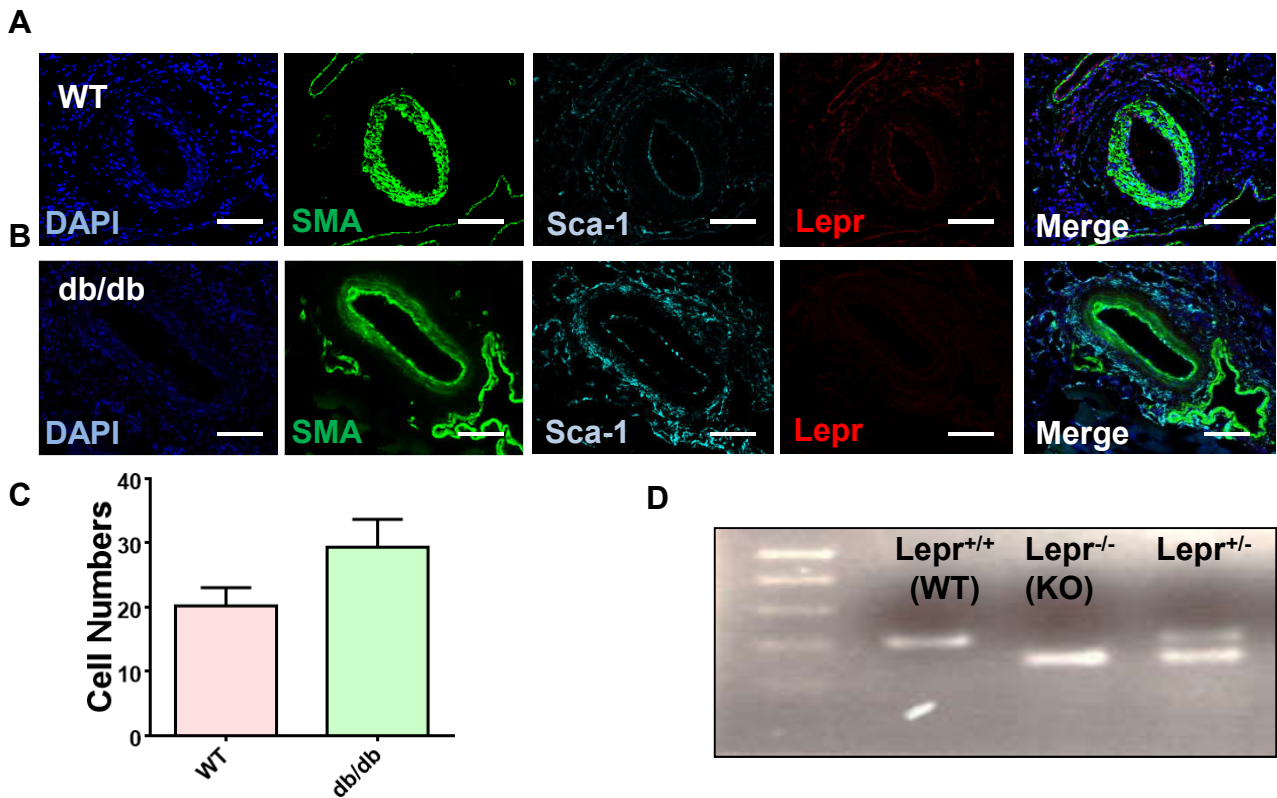 A
WT
DAPI
SMA
Sca-1
Lepr
Merge
B
db/db
DAPI
SMA
Sca-1
Lepr
Merge
C
Cell Numbers
40
30
20
10
0
WT
db/db
D
Lepr+/+
(WT)
Lepr-/-
(KO)
Lepr+/-